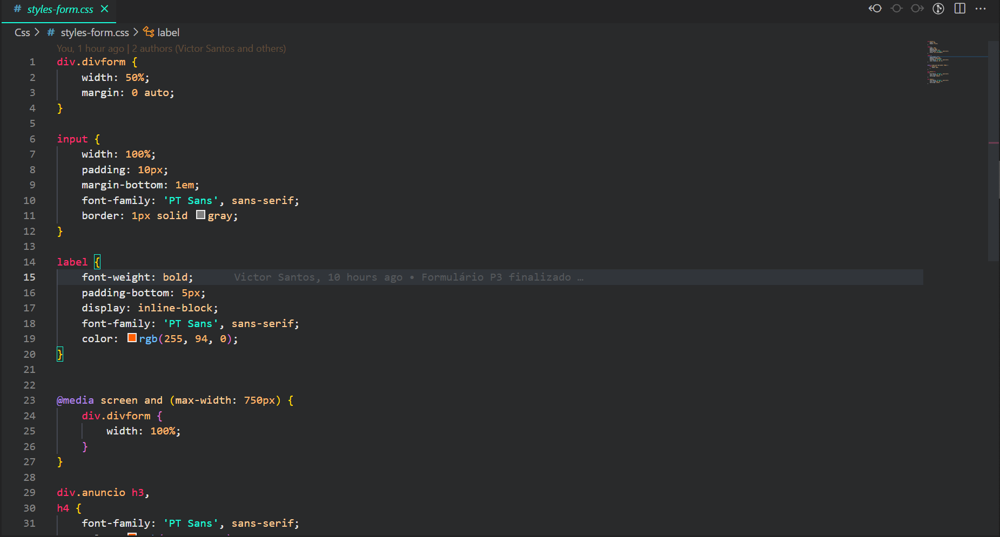 # styles-form.css ×
Css > # styles-form.css > label
You, 1 hour ago | 2 authors (Victor Santos and others)
1 div.divform {
2     width: 50%;
3     margin: 0 auto;
4 }
5
6 input {
7     width: 100%;
8     padding: 10px;
9     margin-bottom: 1em;
10     font-family: 'PT Sans', sans-serif;
11     border: 1px solid gray;
12 }
13
14 label {
15     font-weight: bold;     Victor Santos, 10 hours ago • Formulário P3 finalizado …
16     padding-bottom: 5px;
17     display: inline-block;
18     font-family: 'PT Sans', sans-serif;
19     color: rgb(255, 94, 0);
20 }
21
22
23 @media screen and (max-width: 750px) {
24     div.divform {
25         width: 100%;
26     }
27 }
28
29 div.anuncio h3,
30 h4 {
31     font-family: 'PT Sans', sans-serif;